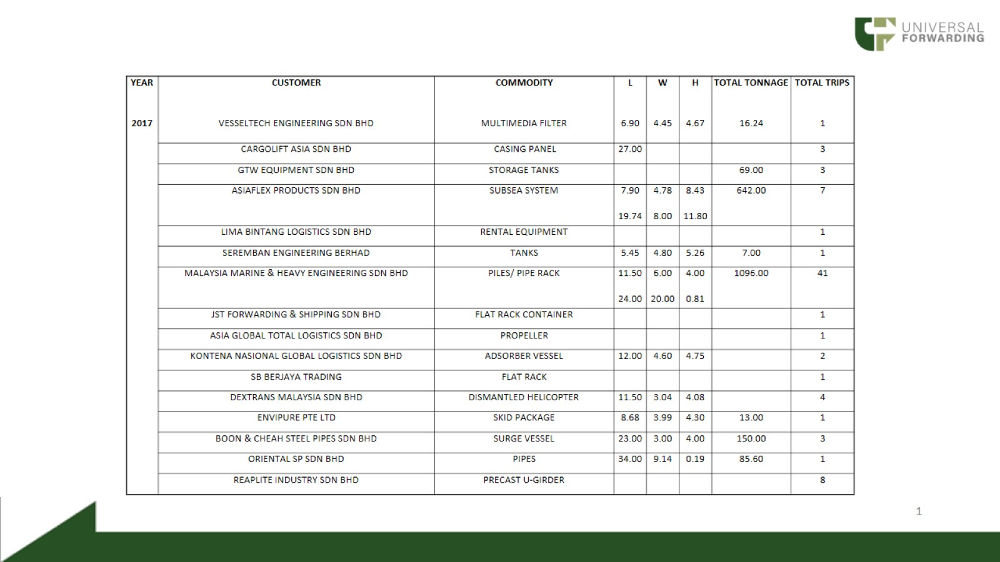 UNIVERSAL
FORWARDING
YEAR CUSTOMER COMMODITY L W H TOTAL TONNAGE TOTAL TRIPS
2017 VESSELTECH ENGINEERING SDN BHD MULTIMEDIA FILTER 6.90 4.45 4.67 16.24 1
CARGOLIFT ASIA SDN BHD CASING PANEL 27.00 3
GTW EQUIPMENT SDN BHD STORAGE TANKS 69.00 3
ASIAFLEX PRODUCTS SDN BHD SUBSEA SYSTEM 7.90 4.78 8.43 642.00 7
19.74 8.00 11.80
LIMA BINTANG LOGISTICS SDN BHD RENTAL EQUIPMENT 1
SEREMBAN ENGINEERING BERHAD TANKS 5.45 4.80 5.26 7.00 1
MALAYSIA MARINE & HEAVY ENGINEERING SDN BHD PILES/ PIPE RACK 11.50 6.00 4.00 1096.00 41
24.00 20.00 0.81
JST FORWARDING & SHIPPING SDN BHD FLAT RACK CONTAINER 1
ASIA GLOBAL TOTAL LOGISTICS SDN BHD PROPELLER 1
KONTENA NASIONAL GLOBAL LOGISTICS SDN BHD ADSORBER VESSEL 12.00 4.60 4.75 2
SB BERJAYA TRADING FLAT RACK 1
DEXTRANS MALAYSIA SDN BHD DISMANTLED HELICOPTER 11.50 3.04 4.08 4
ENVIPURE PTE LTD SKID PACKAGE 8.68 3.99 4.30 13.00 1
BOON & CHEAH STEEL PIPES SDN BHD SURGE VESSEL 23.00 3.00 4.00 150.00 3
ORIENTAL SP SDN BHD PIPES 34.00 9.14 0.19 85.60 1
REAPLITE INDUSTRY SDN BHD PRECAST U-GIRDER 8
1